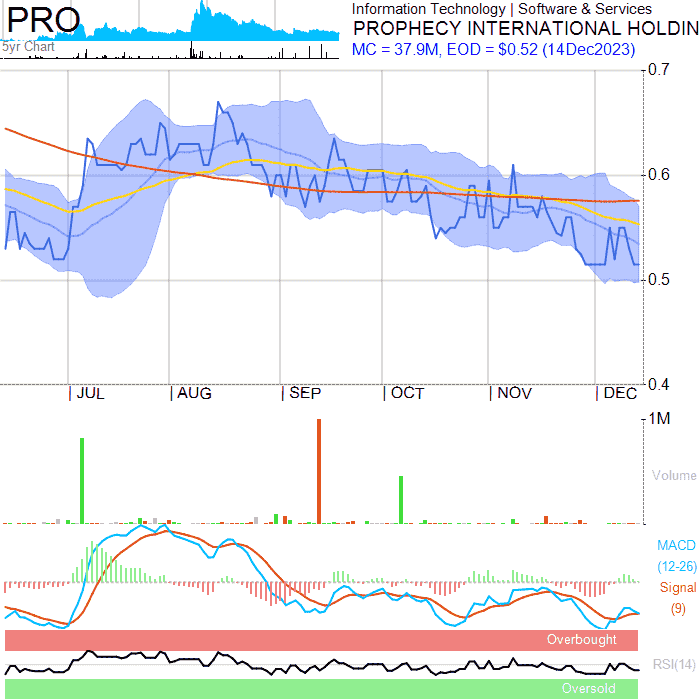 PRO
5yr Chart
Information Technology | Software & Services
PROPHECY INTERNATIONAL HOLDIN
MC = 37.9M, EOD = $0.52 (14Dec2023)
0.7
0.6
0.5
0.4
| JUL | AUG | SEP | OCT | NOV | DEC
1M
Volume
MACD
(12-26)
Signal
(9)
Overbought
RSI(14)
Oversold